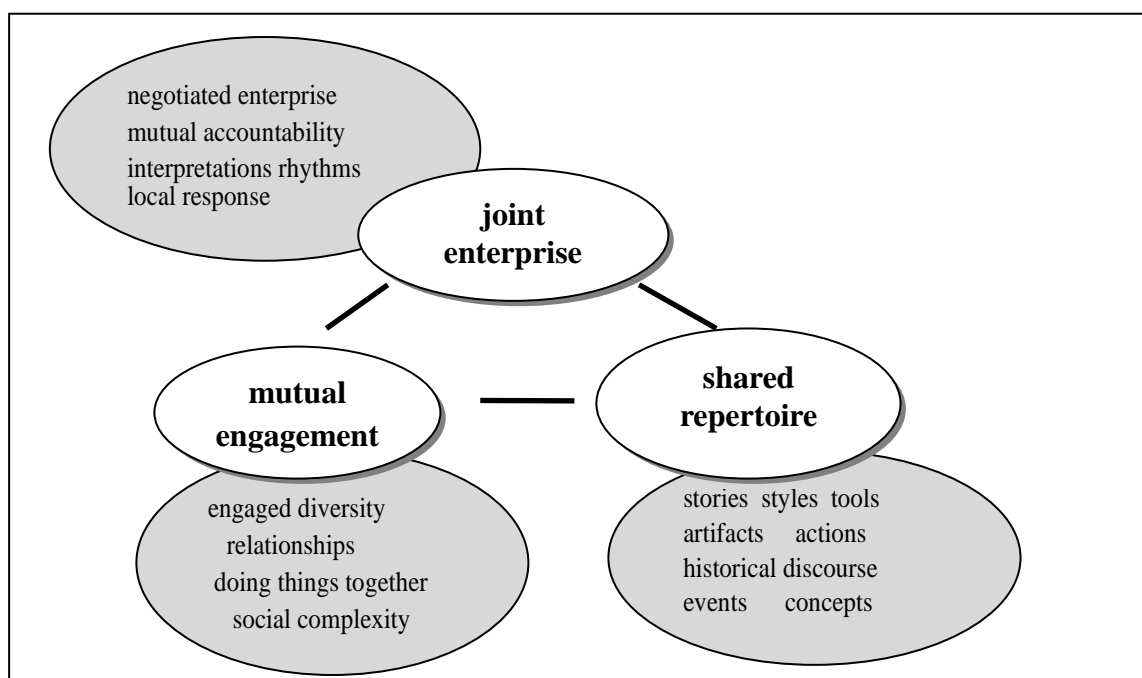 negotiated enterprise
mutual accountability
interpretations rhythms
local response
joint
enterprise
mutual
engagement
shared
repertoire
engaged diversity
relationships
doing things together
social complexity
stories styles tools
artifacts actions
historical discourse
events concepts